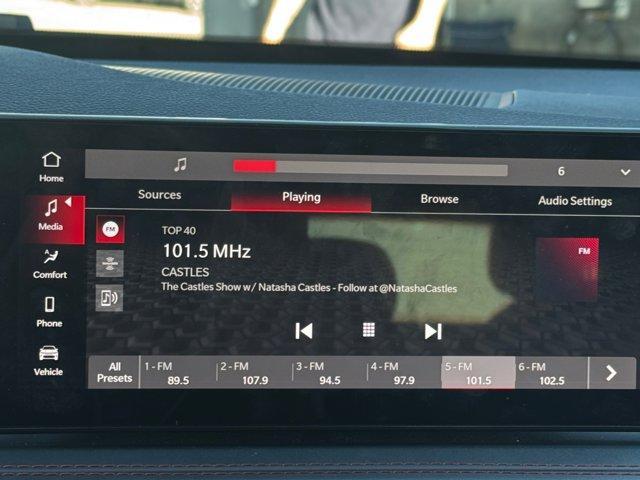 6
Home
Sources Playing Browse Audio Settings
Media
FM
TOP 40
101.5 MHz
CASTLES
The Castles Show w/ Natasha Castles - Follow at @NatashaCastles
FM
Comfort
Phone
Vehicle
All Presets
1 - FM 89.5
2 - FM 107.9
3 - FM 94.5
4 - FM 97.9
5 - FM 101.5
6 - FM 102.5